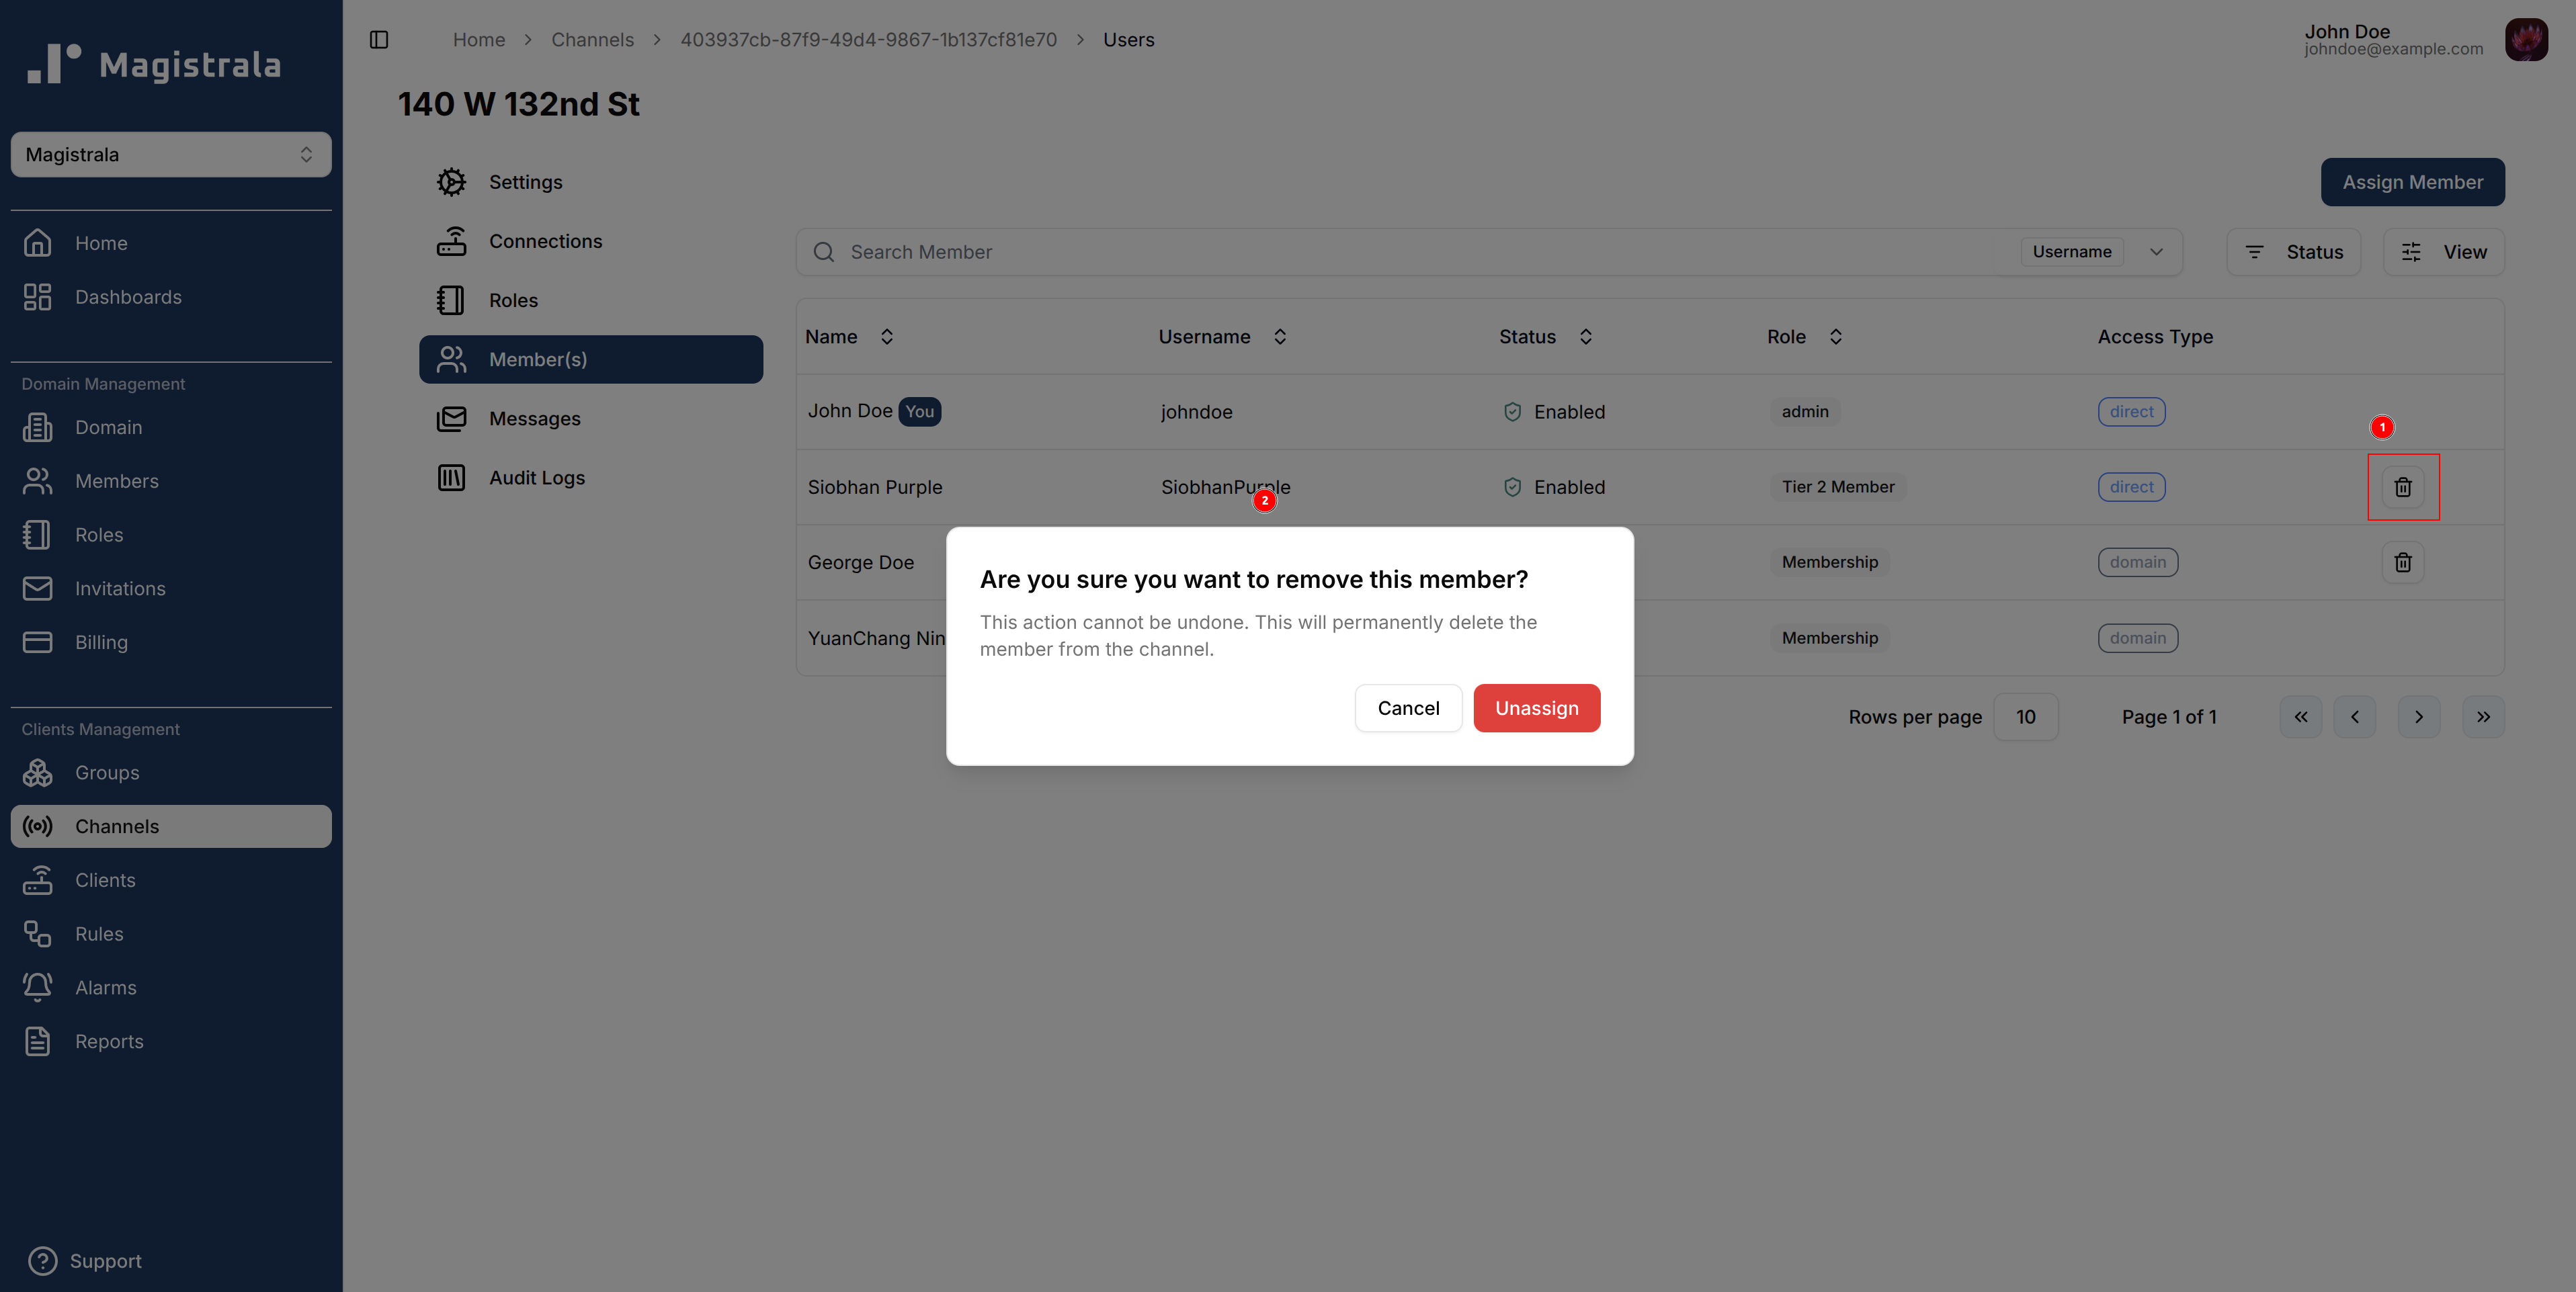 Magistrala
Magistrala
Home
Dashboards
Domain Management
Domain
Members
Roles
Invitations
Billing
Clients Management
Groups
Channels
Clients
Rules
Alarms
Reports
Support
Home > Channels > 403937cb-87f9-49d4-9867-1b137cf81e70 > Users
John Doe
johndoe@example.com
140 W 132nd St
Settings
Connections
Roles
Member(s)
Messages
Audit Logs
Assign Member
Search Member Username Status View
Name Username Status Role Access Type
John Doe You johndoe Enabled admin direct
1
Siobhan Purple SiobhanPurple Enabled Tier 2 Member direct
2
George Doe Membership domain
YuanChang Nin Membership domain
Are you sure you want to remove this member?
This action cannot be undone. This will permanently delete the
member from the channel.
Cancel Unassign
Rows per page 10 Page 1 of 1